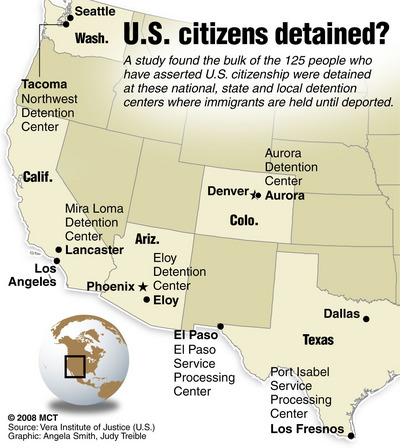 U.S. citizens detained?
A study found the bulk of the 125 people who
have asserted U.S. citizenship were detained
at these national, state and local detention
centers where immigrants are held until deported.
Seattle
Wash.
Tacoma
Northwest
Detention
Center
Calif.
Mira Loma
Detention
Center
Lancaster
Los
Angeles
Aurora
Detention
Center
Denver
Aurora
Colo.
Ariz.
Eloy
Detention
Center
Phoenix
Eloy
El Paso
El Paso
Service
Processing
Center
Dallas
Texas
Port Isabel
Service
Processing
Center
Los Fresnos
© 2008 MCT
Source: Vera Institute of Justice (U.S.)
Graphic: Angela Smith, Judy Treible